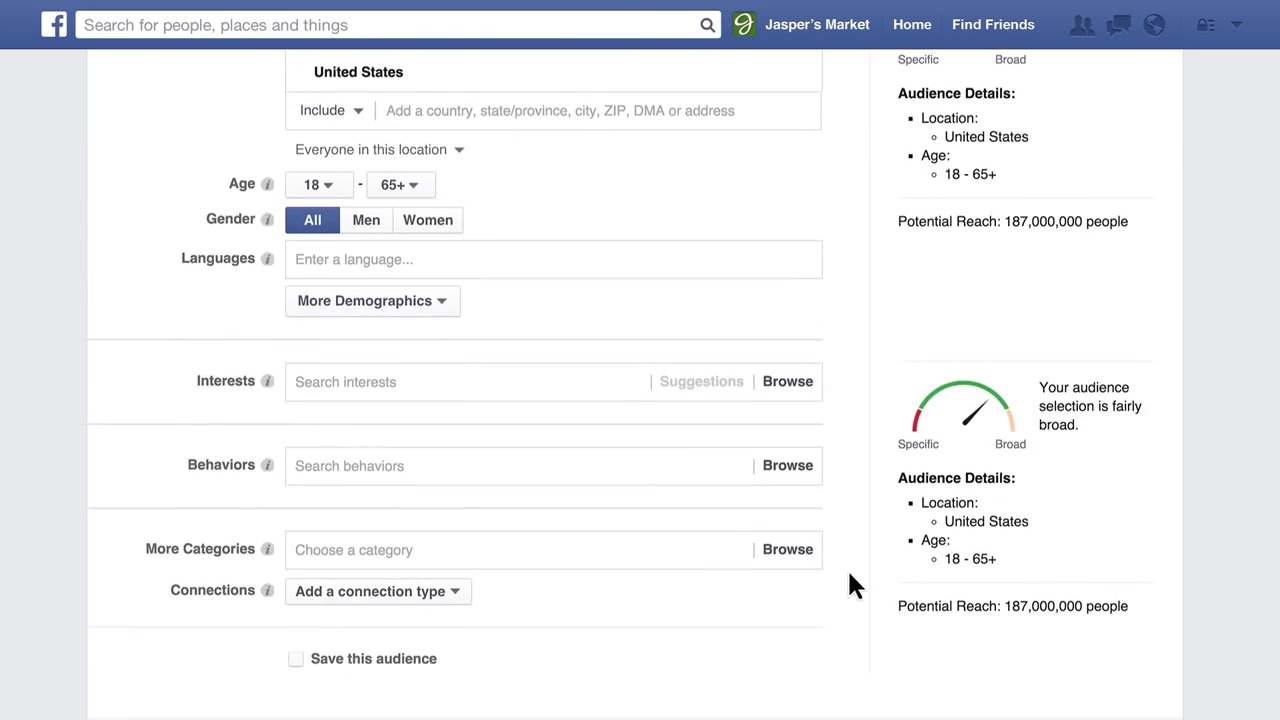 Search for people, places and things
Jasper's Market
Home
Find Friends
United States
Include
Add a country, state/province, city, ZIP, DMA or address
Everyone in this location
Age
18 - 65+
Gender
All
Men
Women
Languages
Enter a language...
More Demographics
Interests
Search interests
Suggestions
Browse
Behaviors
Search behaviors
Browse
More Categories
Choose a category
Browse
Connections
Add a connection type
Save this audience
Specific
Broad
Audience Details:
Location:
United States
Age:
18 - 65+
Potential Reach: 187,000,000 people
Your audience
selection is fairly
broad.
Specific
Broad
Audience Details:
Location:
United States
Age:
18 - 65+
Potential Reach: 187,000,000 people